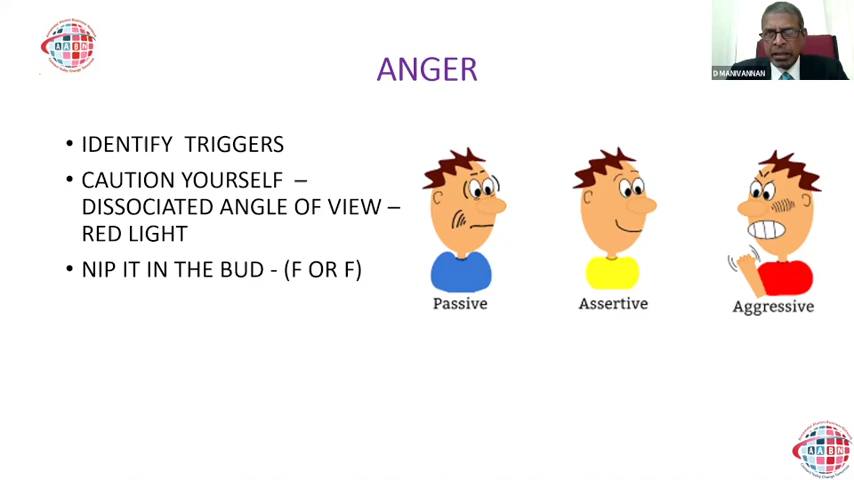 D MANIVANNAN
AABN
ANGER
• IDENTIFY TRIGGERS
• CAUTION YOURSELF –
DISSOCIATED ANGLE OF VIEW –
RED LIGHT
• NIP IT IN THE BUD - (F OR F)
Passive
Assertive
Aggressive
AABN